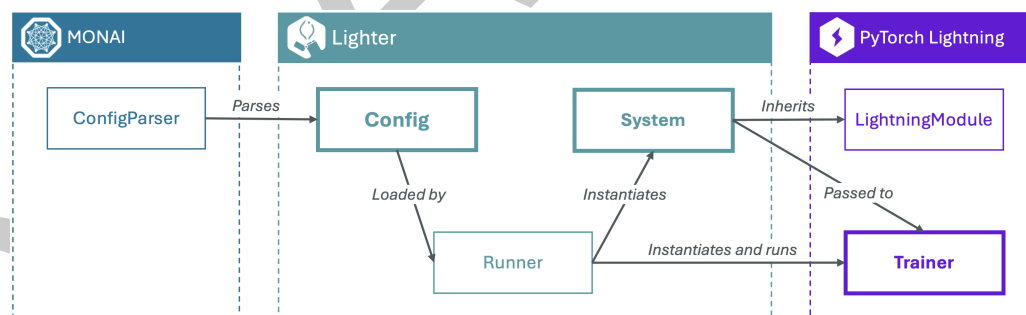 MONAI
Lighter
PyTorch Lightning
ConfigParser
Parses
Config
System
Inherits
LightningModule
Loaded by
Instantiates
Passed to
Runner
Instantiates and runs
Trainer